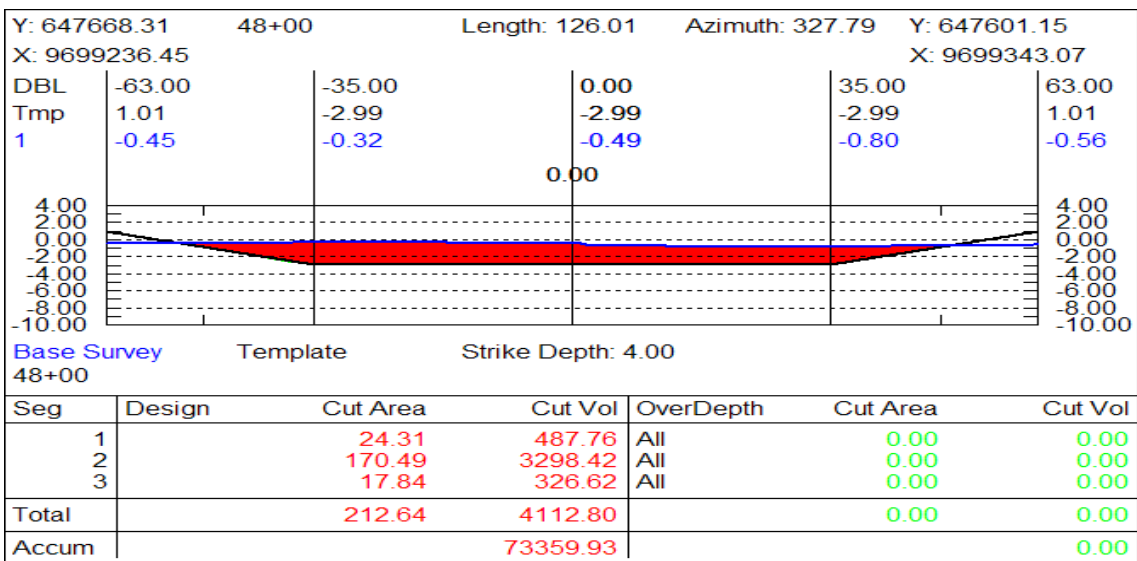 Y: 647668.31 48+00 Length: 126.01 Azimuth: 327.79 Y: 647601.15
X: 9699236.45 X: 9699343.07
DBL -63.00 -35.00 0.00 35.00 63.00
Tmp 1.01 -2.99 -2.99 -2.99 1.01
1 -0.45 -0.32 -0.49 -0.80 -0.56
0.00
4.00 4.00
2.00 2.00
0.00 0.00
-2.00 -2.00
-4.00 -4.00
-6.00 -6.00
-8.00 -8.00
-10.00 -10.00
Base Survey Template Strike Depth: 4.00
48+00
Seg Design Cut Area Cut Vol OverDepth Cut Area Cut Vol
1 24.31 487.76 All 0.00 0.00
2 170.49 3298.42 All 0.00 0.00
3 17.84 326.62 All 0.00 0.00
Total 212.64 4112.80 0.00 0.00
Accum 73359.93 0.00